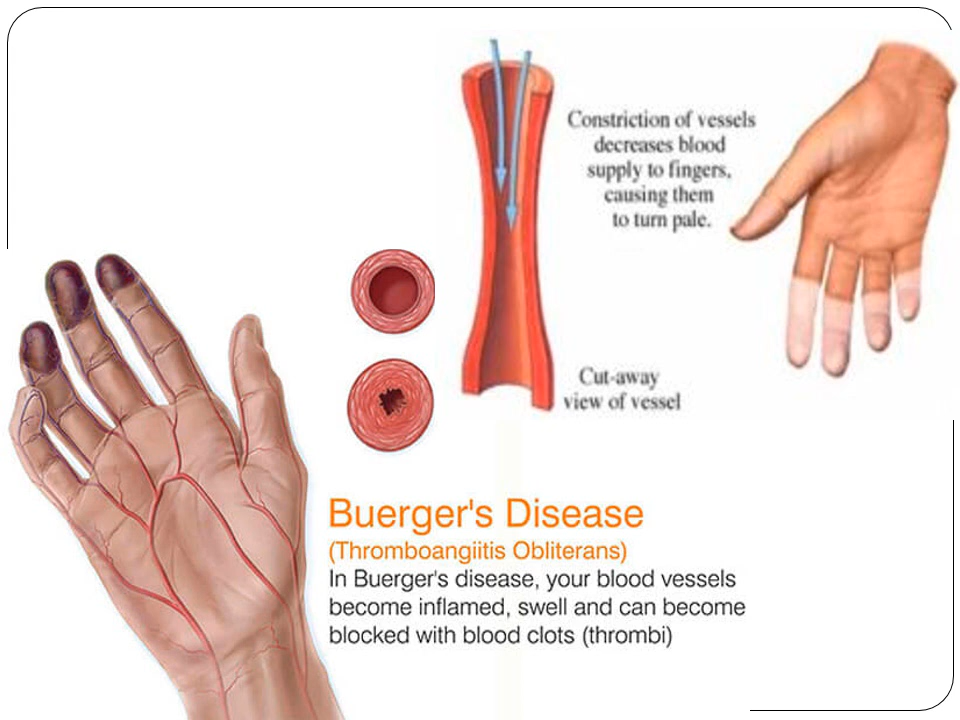 Constriction of vessels
decreases blood
supply to fingers,
causing them
to turn pale.
Cut-away
view of vessel
Buerger's Disease
(Thromboangiitis Obliterans)
In Buerger's disease, your blood vessels
become inflamed, swell and can become
blocked with blood clots (thrombi)